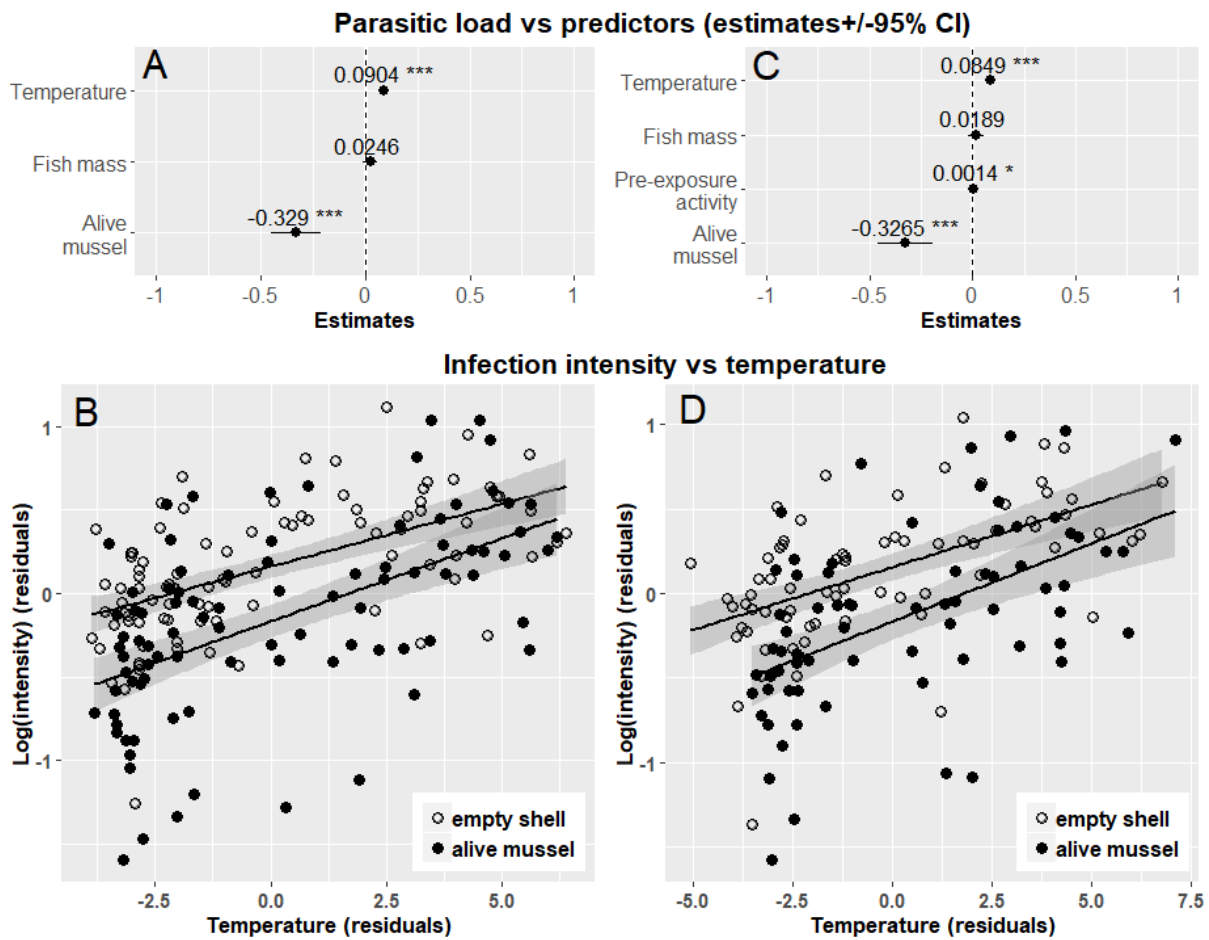 Parasitic load vs predictors (estimates+/-95% CI)
A
0.0904 ***
Temperature
0.0246
Fish mass
-0.329 ***
Alive
mussel
-1
-0.5
0
0.5
1
Estimates
C
0.0849 ***
Temperature
0.0189
Fish mass
0.0014 *
Pre-exposure
activity
-0.3265 ***
Alive
mussel
-1
-0.5
0
0.5
1
Estimates
Infection intensity vs temperature
B
Log(intensity) (residuals)
1
0
-1
empty shell
alive mussel
-2.5
0.0
2.5
5.0
Temperature (residuals)
D
Log(intensity) (residuals)
1
0
-1
empty shell
alive mussel
-5.0
-2.5
0.0
2.5
5.0
7.5
Temperature (residuals)